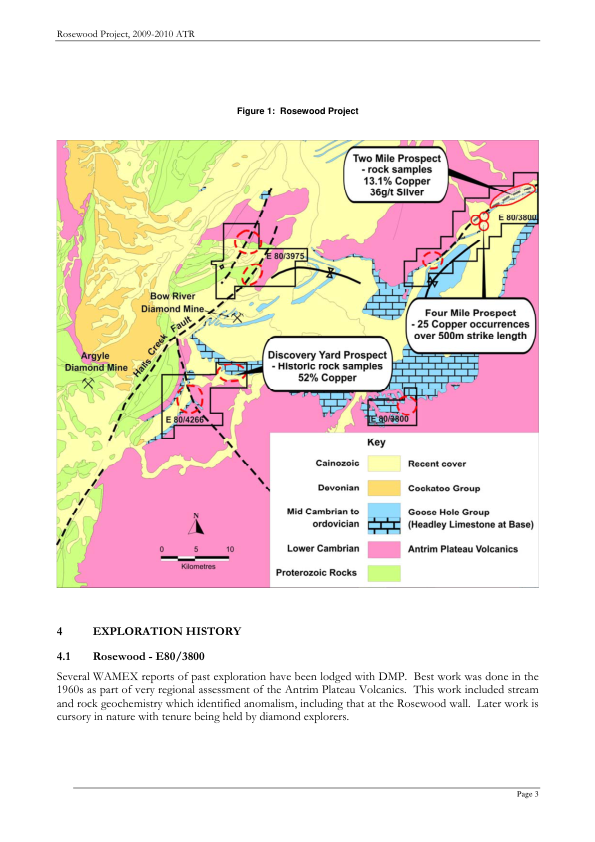 Rosewood Project, 2009-2010 ATR
Figure 1:  Rosewood Project
Two Mile Prospect
- rock samples
13.1% Copper
36g/t Silver
E 80/3800
E 80/3975
Bow River
Diamond Mine
Halls Creek Fault
Argyle
Diamond Mine
Four Mile Prospect
- 25 Copper occurrences
over 500m strike length
Discovery Yard Prospect
- Historic rock samples
52% Copper
E 80/4266
E 80/3800
Key
Cainozoic Recent cover
Devonian Cockatoo Group
Mid Cambrian to Goose Hole Group
ordovician (Headley Limestone at Base)
Lower Cambrian Antrim Plateau Volcanics
Proterozoic Rocks
N
0 5 10
Kilometres
4 EXPLORATION HISTORY
4.1 Rosewood - E80/3800
Several WAMEX reports of past exploration have been lodged with DMP.  Best work was done in the
1960s as part of very regional assessment of the Antrim Plateau Volcanics.  This work included stream
and rock geochemistry which identified anomalism, including that at the Rosewood wall.  Later work is
cursory in nature with tenure being held by diamond explorers.
Page 3